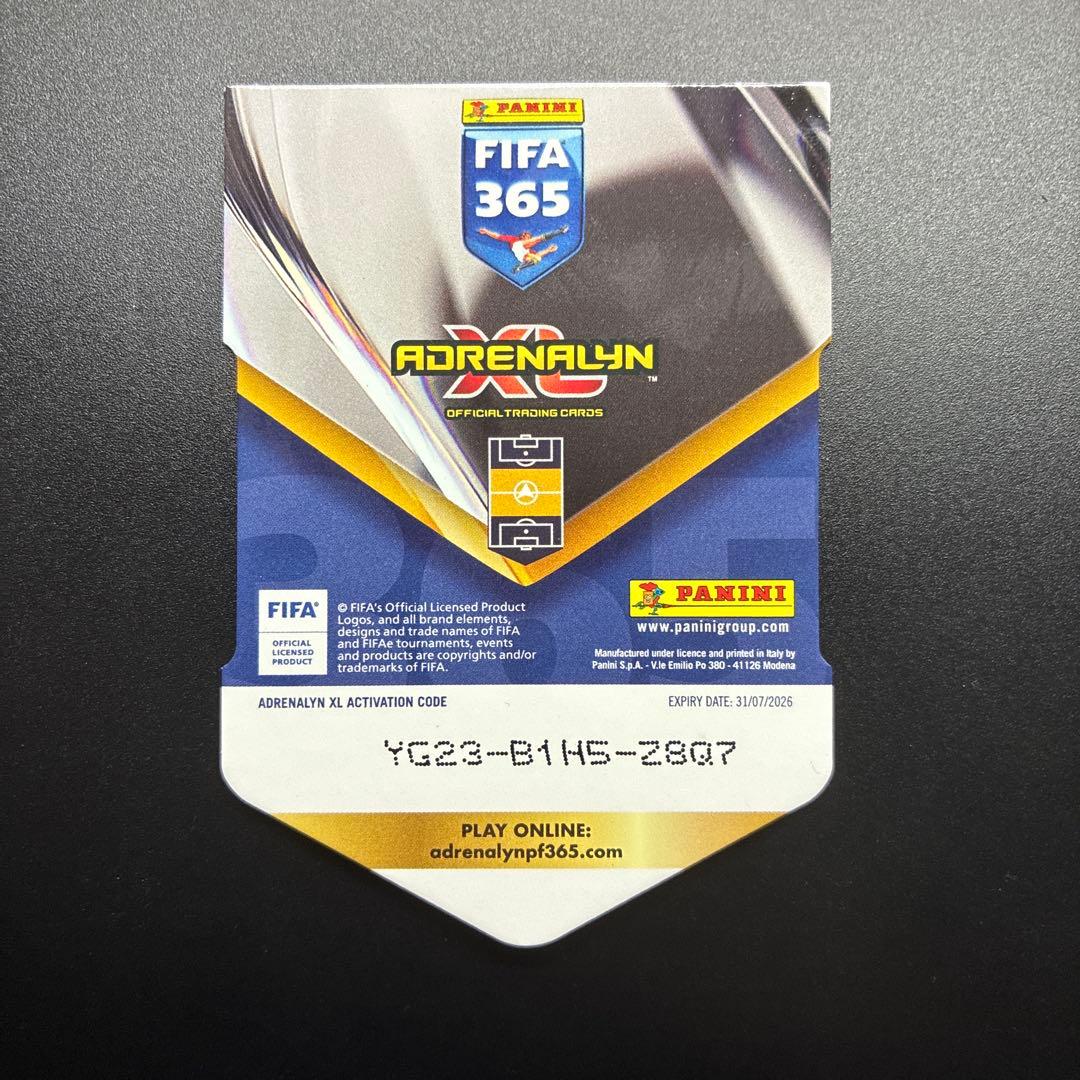 PANINI
FIFA
365
XL
ADRENALYN
™
OFFICIAL TRADING CARDS
PANINI
www.paninigroup.com
Manufactured under licence and printed in Italy by
Panini S.p.A. - V.le Emilio Po 380 - 41126 Modena
FIFA®
OFFICIAL
LICENSED
PRODUCT
© FIFA's Official Licensed Product
Logos, and all brand elements,
designs and trade names of FIFA
and FIFAe tournaments, events
and products are copyrights and/or
trademarks of FIFA.
ADRENALYN XL ACTIVATION CODE
EXPIRY DATE: 31/07/2026
YG23-B1H5-Z8Q7
PLAY ONLINE:
adrenalynpf365.com